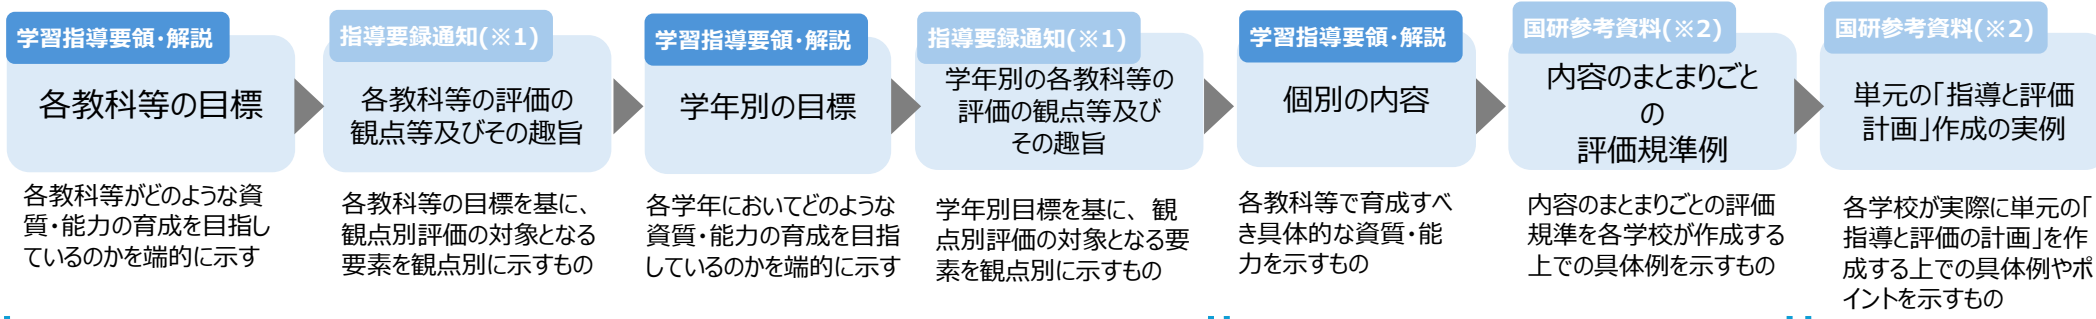 学習指導要領・解説
各教科等の目標
各教科等がどのような資
質・能力の育成を目指し
ているのかを端的に示す
指導要録通知(※1)
各教科等の評価の
観点等及びその趣旨
各教科等の目標を基に、
観点別評価の対象となる
要素を観点別に示すもの
学習指導要領・解説
学年別の目標
各学年においてどのような
資質・能力の育成を目指
しているのかを端的に示す
指導要録通知(※1)
学年別の各教科等の
評価の観点等及び
その趣旨
学年別目標を基に、観
点別評価の対象となる要
素を観点別に示すもの
学習指導要領・解説
個別の内容
各教科等で育成すべ
き具体的な資質・能
力を示すもの
国研参考資料(※2)
内容のまとまりごと
の
評価規準例
内容のまとまりごとの評価
規準を各学校が作成する
上での具体例を示すもの
国研参考資料(※2)
単元の「指導と評価
計画」作成の実例
各学校が実際に単元の「
指導と評価の計画」を作
成する上での具体例やポ
イントを示すもの